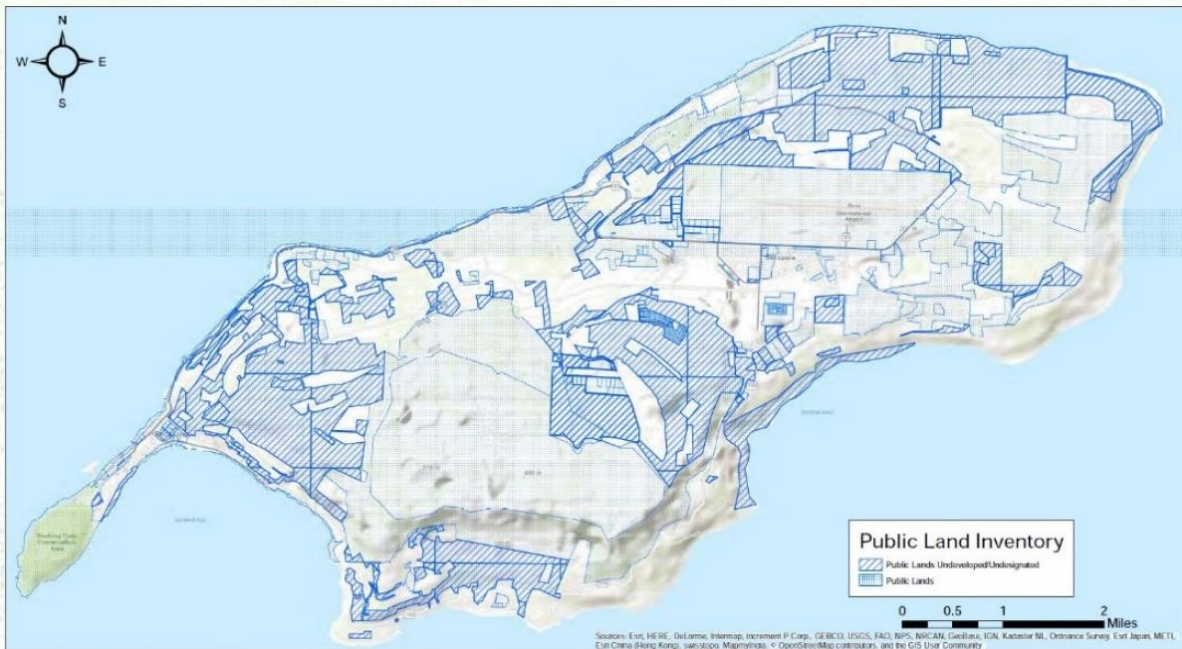 N
W E
S
Sinapalo
Public Land Inventory
Public Lands Undeveloped/Undesignated
Public Lands
0 0.5 1 2
Miles
Sources: Esri, HERE, DeLorme, Intermap, increment P Corp., GEBCO, USGS, FAO, NPS, NRCAN, GeoBase, IGN, Kadaster NL, Ordnance Survey, Esri Japan, METI,
Esri China (Hong Kong), swisstopo, MapmyIndia, © OpenStreetMap contributors, and the GIS User Community